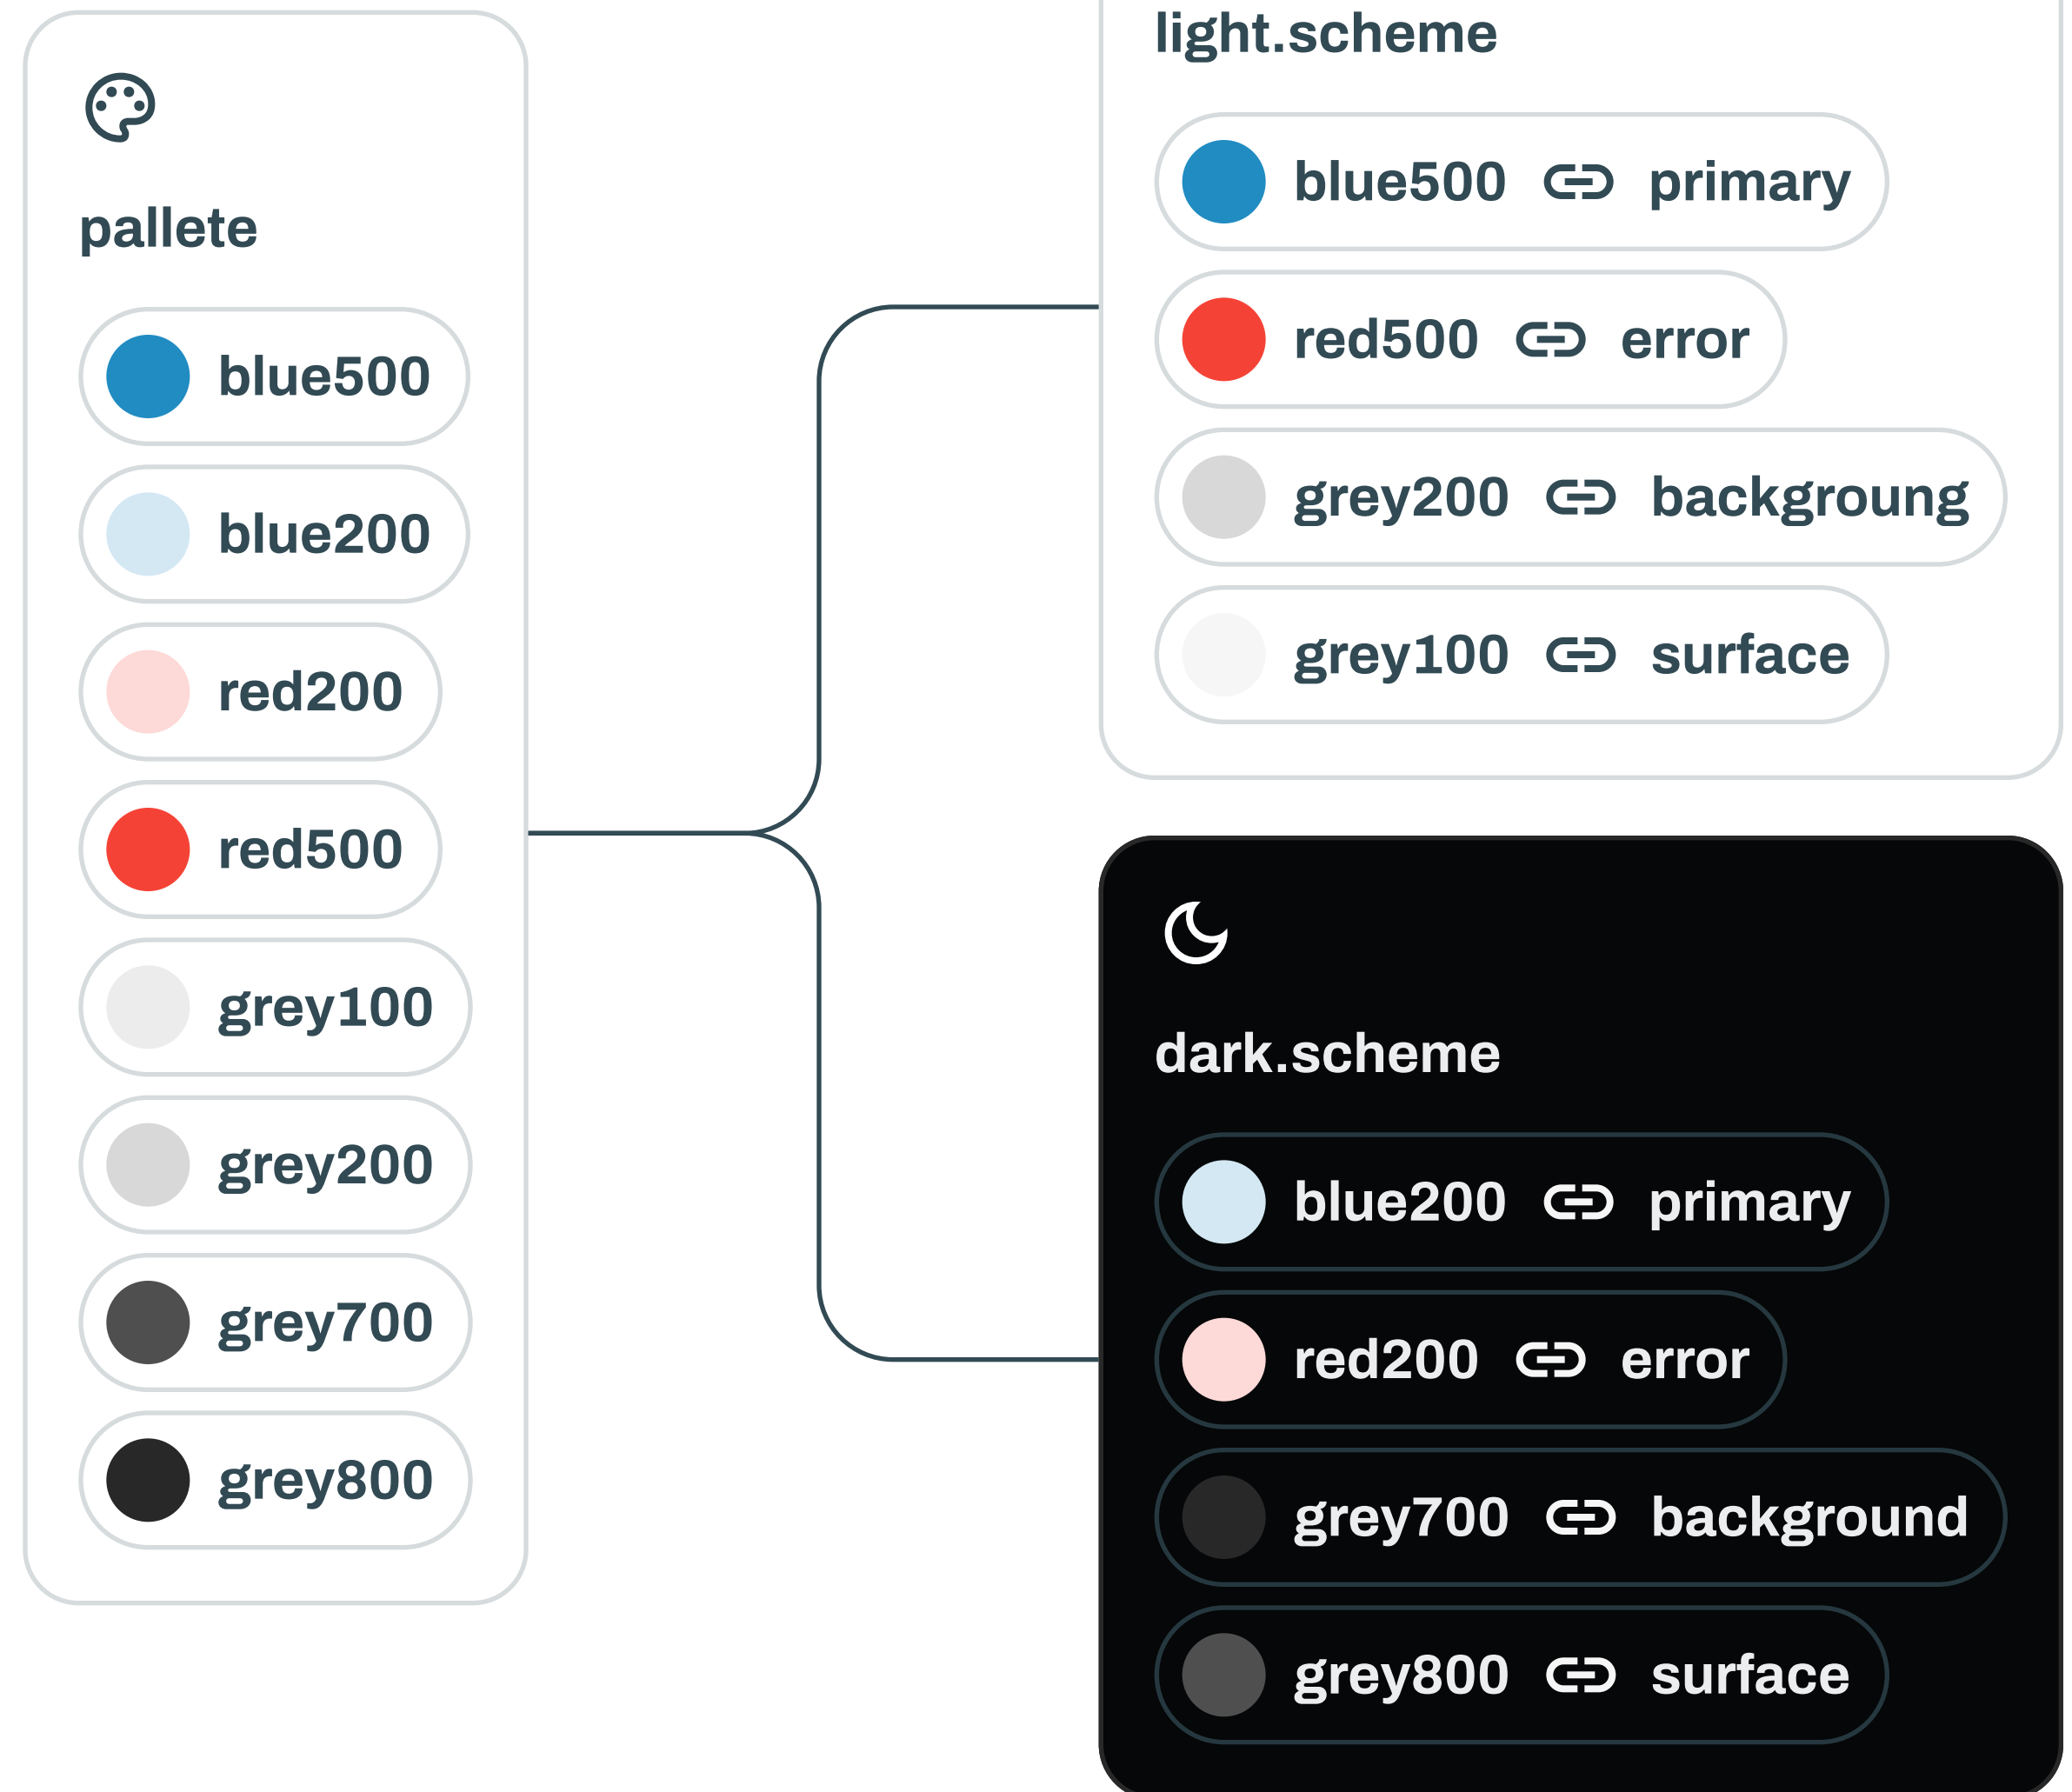 pallete
blue500
blue200
red200
red500
grey100
grey200
grey700
grey800
light.scheme
blue500 primary
red500 error
grey200 backgroung
grey100 surface
dark.scheme
blue200 primary
red200 error
grey700 background
grey800 surface